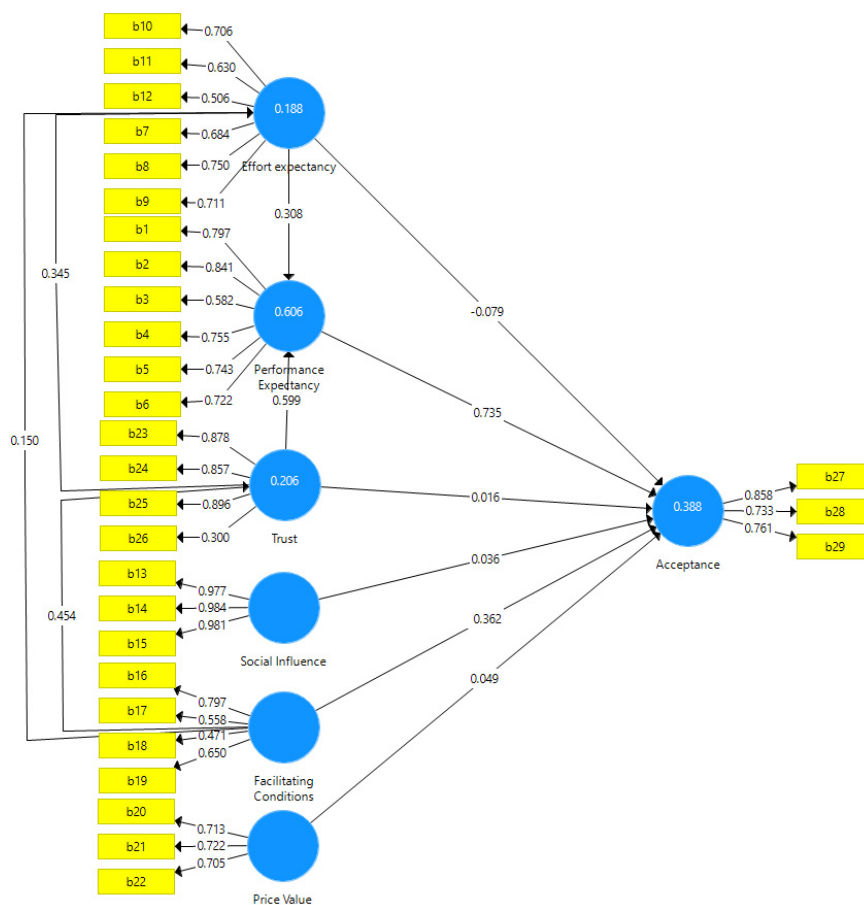 b10
0.706
b11
0.630
b12
0.506
0.188
b7
0.684
b8
0.750
Effort expectancy
b9
0.711
0.308
b1
0.797
b2
0.841
0.345
b3
0.582
-0.079
0.606
b4
0.755
b5
0.743
Performance
Expectancy
b6
0.722
0.599
0.735
b23
0.878
0.150
b24
0.857
0.206
b25
0.896
0.016
b26
0.300
Trust
0.858
b27
0.388
0.733
b28
0.761
b29
Acceptance
b13
0.977
0.036
b14
0.984
0.454
b15
0.981
0.362
Social Influence
b16
0.797
b17
0.558
0.049
b18
0.471
b19
0.650
Facilitating
Conditions
b20
0.713
b21
0.722
b22
0.705
Price Value